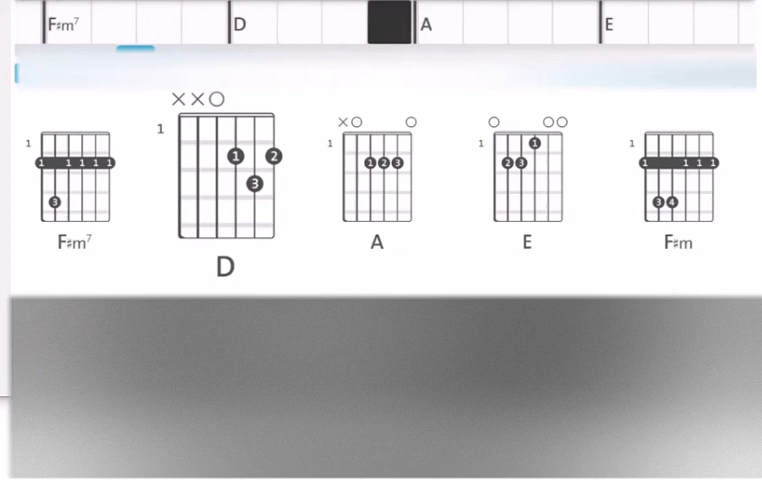 F♯m⁷ D A E
××○
×○ ○
○ ○○
1 1 1 1 1
1 1 1 1 1
1 2
3
3
1 2 3
1
2 3
1 1 1 1
3 4
F♯m⁷ D A E F♯m